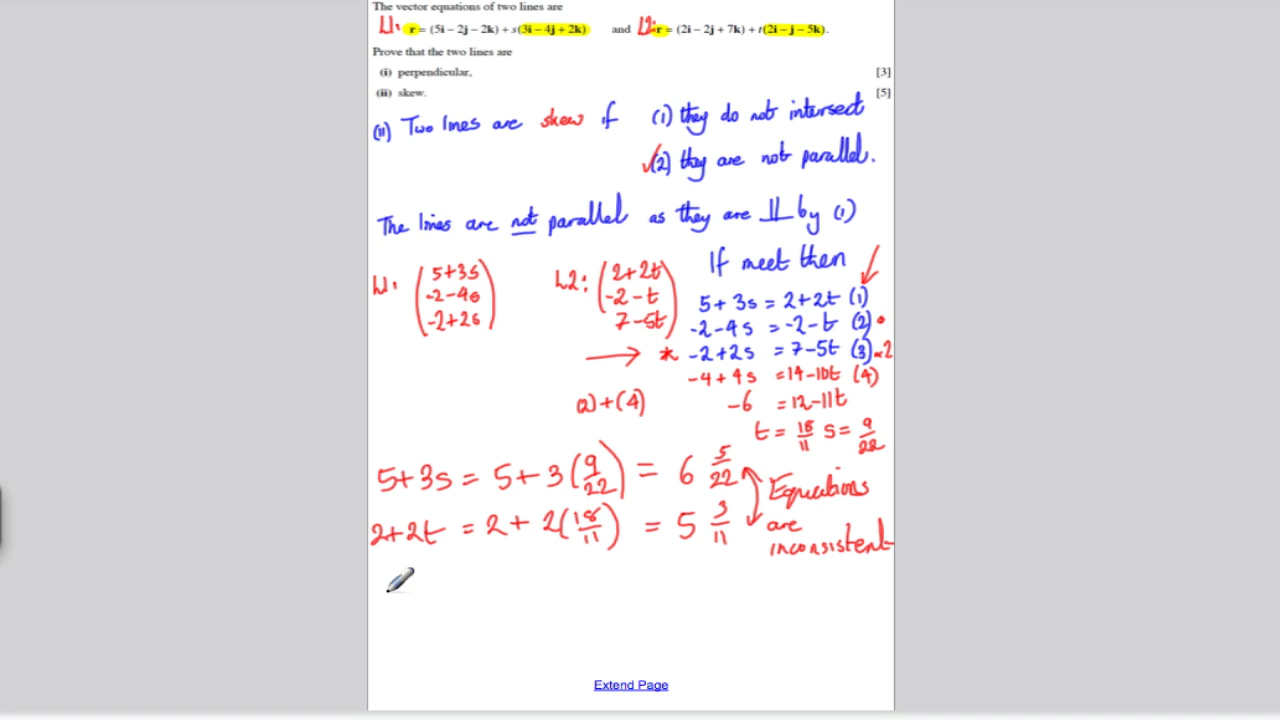 The vector equations of two lines are
L1: r = (5i − 2j − 2k) + s(3i − 4j + 2k) and L2: r = (2i − 2j + 7k) + t(2i − j − 5k).
Prove that the two lines are
(i) perpendicular, [3]
(ii) skew. [5]
(ii) Two lines are skew if (1) they do not intersect
✓(2) they are not parallel.
The lines are not parallel as they are ⊥ by (i)
If meet then
L1: (5+3s
-2-4s
-2+2s)
L2: (2+2t
-2-t
7-5t)
5+3s = 2+2t (1)
-2-4s = -2-t (2)•
→ * -2+2s = 7-5t (3)×2
-4+4s = 14-10t (4)
(2)+(4) -6 = 12-11t
t = 18/11 s = 9/22
5+3s = 5+3(9/22) = 6 5/22
2+2t = 2+2(18/11) = 5 3/11
Equations
are
inconsistent
Extend Page